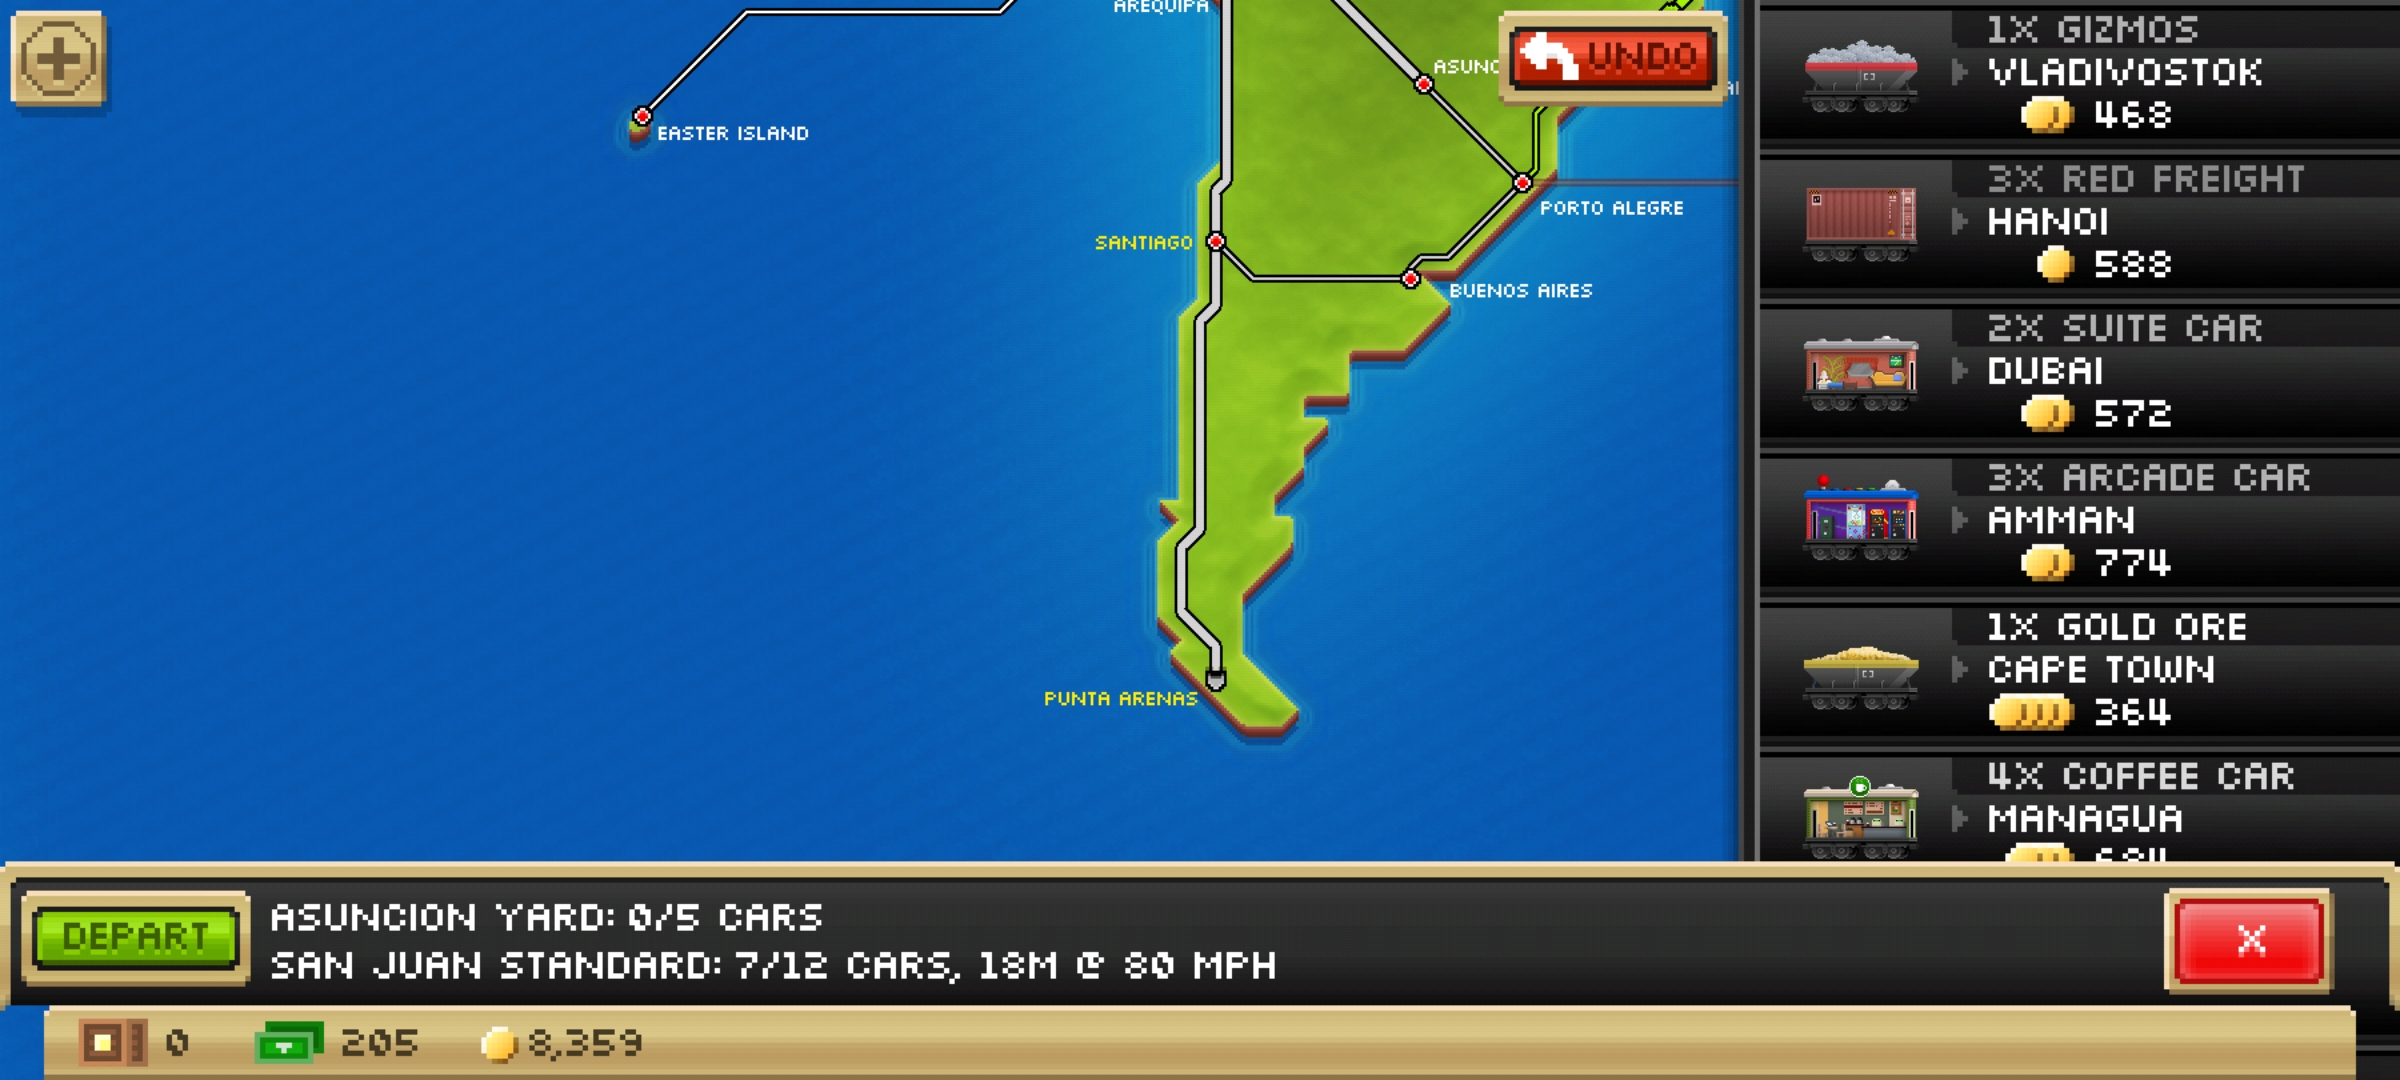 AREQUIPA
EASTER ISLAND
ASUNC
UNDO
PORTO ALEGRE
SANTIAGO
BUENOS AIRES
PUNTA ARENAS
1X GIZMOS
VLADIVOSTOK
468
3X RED FREIGHT
HANOI
588
2X SUITE CAR
DUBAI
572
3X ARCADE CAR
AMMAN
774
1X GOLD ORE
CAPE TOWN
364
4X COFFEE CAR
MANAGUA
DEPART
ASUNCION YARD: 0/5 CARS
SAN JUAN STANDARD: 7/12 CARS, 18M @ 80 MPH
X
0
205
8,359